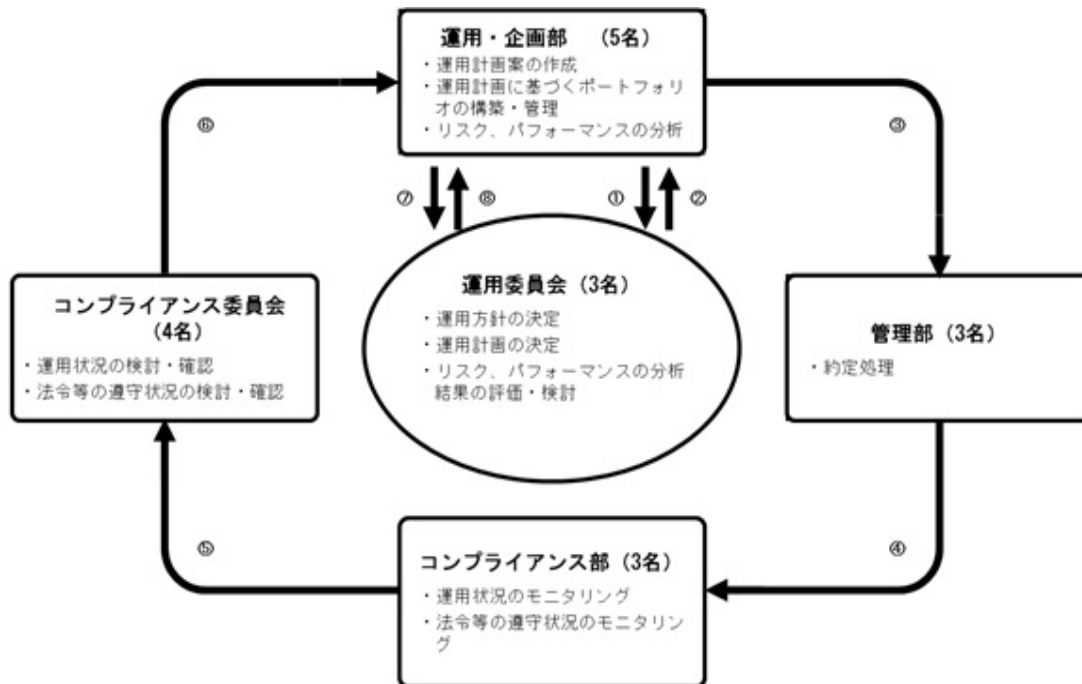 運用・企画部 (5名)
・運用計画案の作成
・運用計画に基づくポートフォリ
オの構築・管理
・リスク、パフォーマンスの分析
⑥
③
⑦
⑧
①
②
運用委員会 (3名)
・運用方針の決定
・運用計画の決定
・リスク、パフォーマンスの分析
結果の評価・検討
コンプライアンス委員会
(4名)
・運用状況の検討・確認
・法令等の遵守状況の検討・確認
管理部 (3名)
・約定処理
⑤
④
コンプライアンス部 (3名)
・運用状況のモニタリング
・法令等の遵守状況のモニタリン
グ